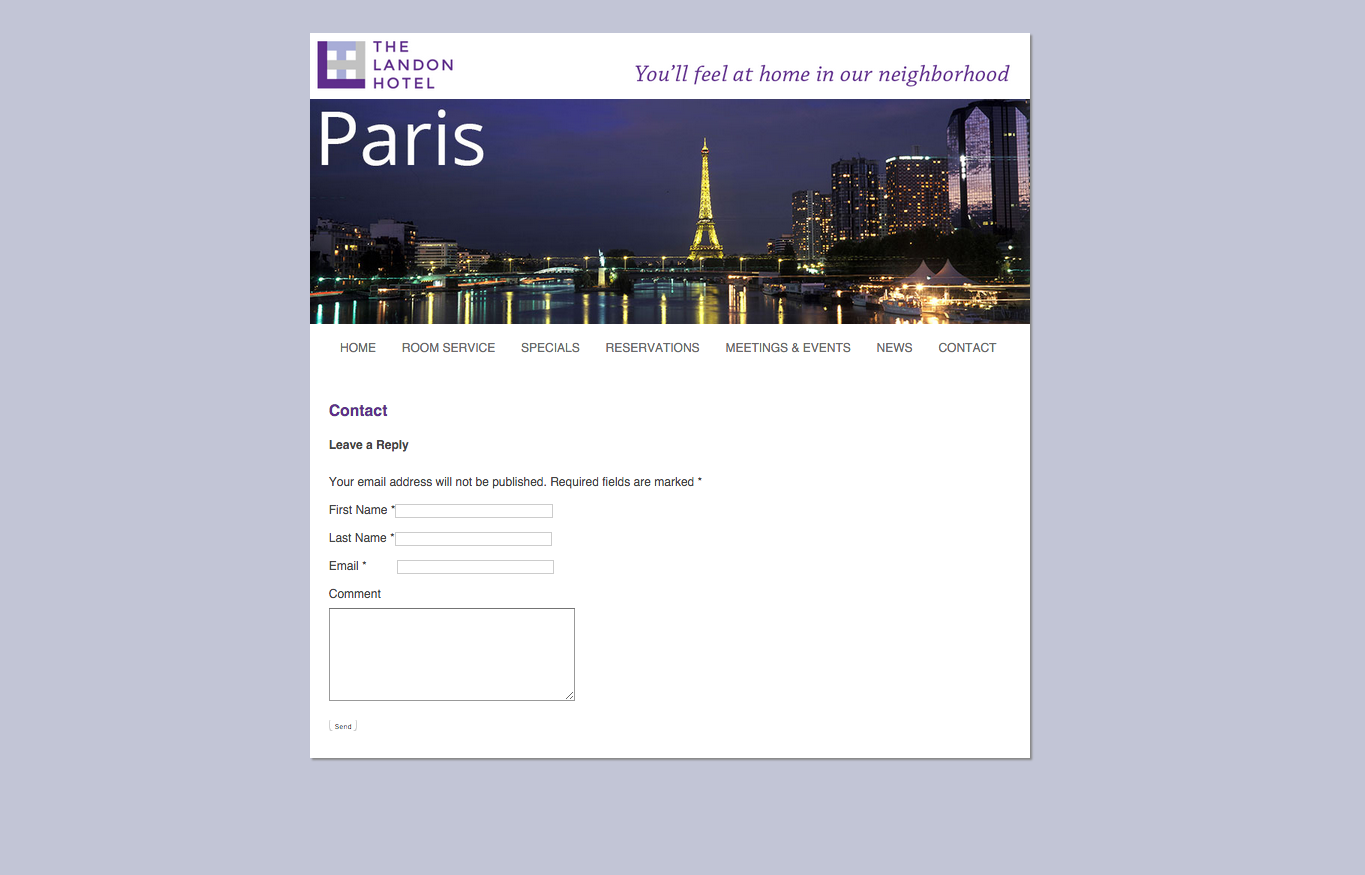 THE
LANDON
HOTEL
You'll feel at home in our neighborhood
Paris
HOME ROOM SERVICE SPECIALS RESERVATIONS MEETINGS & EVENTS NEWS CONTACT
Contact
Leave a Reply
Your email address will not be published. Required fields are marked *
First Name *
Last Name *
Email *
Comment
Send